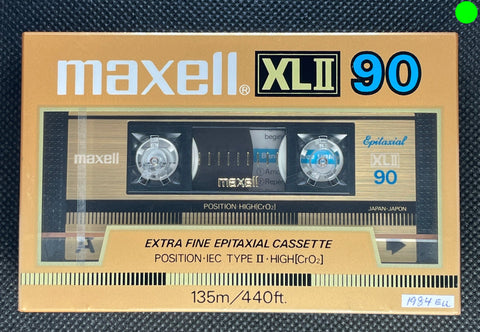 maxell® XLII 90
maxell
begin
maxell
Epitaxial
XLII
90
POSITION HIGH[CrO₂]
JAPAN-JAPON
A
EXTRA FINE EPITAXIAL CASSETTE
POSITION·IEC TYPE II·HIGH[CrO₂]
135m/440ft.
1984 EU